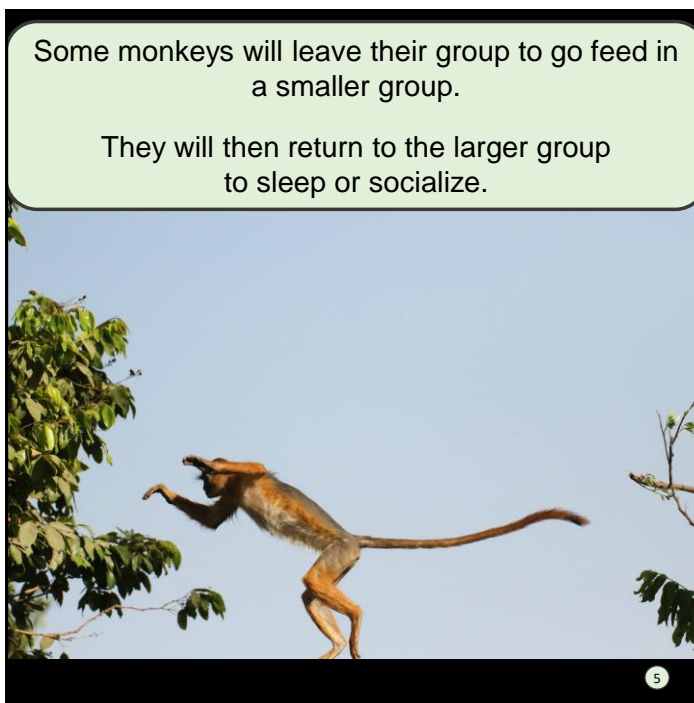 Some monkeys will leave their group to go feed in
a smaller group.
They will then return to the larger group
to sleep or socialize.
5